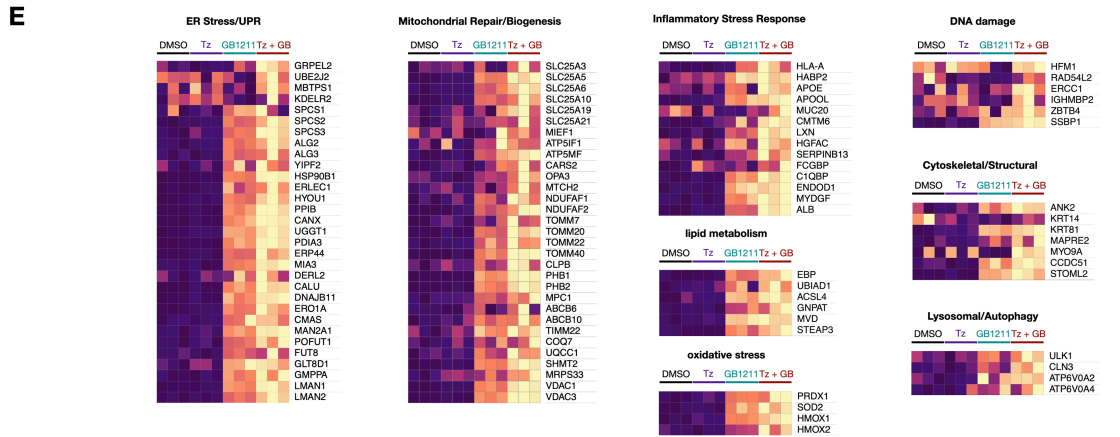 E
ER Stress/UPR
DMSO Tz GB1211 Tz + GB
GRPEL2
UBE2J2
MBTPS1
KDELR2
SPCS1
SPCS2
SPCS3
ALG2
ALG3
YIPF2
HSP90B1
ERLEC1
HYOU1
PPIB
CANX
UGGT1
PDIA3
ERP44
MIA3
DERL2
CALU
DNAJB11
ERO1A
CMAS
MAN2A1
POFUT1
FUT8
GLT8D1
GMPPA
LMAN1
LMAN2
Mitochondrial Repair/Biogenesis
DMSO Tz GB1211 Tz + GB
SLC25A3
SLC25A5
SLC25A6
SLC25A10
SLC25A19
SLC25A21
MIEF1
ATP5IF1
ATP5MF
CARS2
OPA3
MTCH2
NDUFAF1
NDUFAF2
TOMM7
TOMM20
TOMM22
TOMM40
CLPB
PHB1
PHB2
MPC1
ABCB6
ABCB10
TIMM22
COQ7
UQCC1
SHMT2
MRPS33
VDAC1
VDAC3
Inflammatory Stress Response
DMSO Tz GB1211 Tz + GB
HLA-A
HABP2
APOE
APOOL
MUC20
CMTM6
LXN
HGFAC
SERPINB13
FCGBP
C1QBP
ENDOD1
MYDGF
ALB
lipid metabolism
DMSO Tz GB1211 Tz + GB
EBP
UBIAD1
ACSL4
GNPAT
MVD
STEAP3
oxidative stress
DMSO Tz GB1211 Tz + GB
PRDX1
SOD2
HMOX1
HMOX2
DNA damage
DMSO Tz GB1211 Tz + GB
HFM1
RAD54L2
ERCC1
IGHMBP2
ZBTB4
SSBP1
Cytoskeletal/Structural
DMSO Tz GB1211 Tz + GB
ANK2
KRT14
KRT81
MAPRE2
MYO9A
CCDC51
STOML2
Lysosomal/Autophagy
DMSO Tz GB1211 Tz + GB
ULK1
CLN3
ATP6V0A2
ATP6V0A4